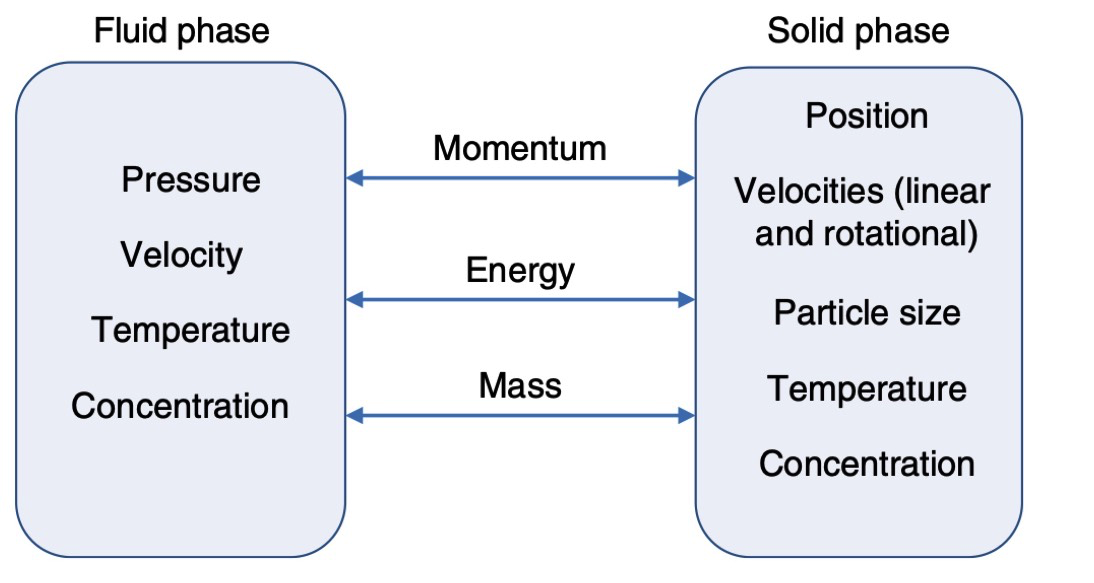 Fluid phase
Pressure
Velocity
Temperature
Concentration
Momentum
Energy
Mass
Solid phase
Position
Velocities (linear
and rotational)
Particle size
Temperature
Concentration